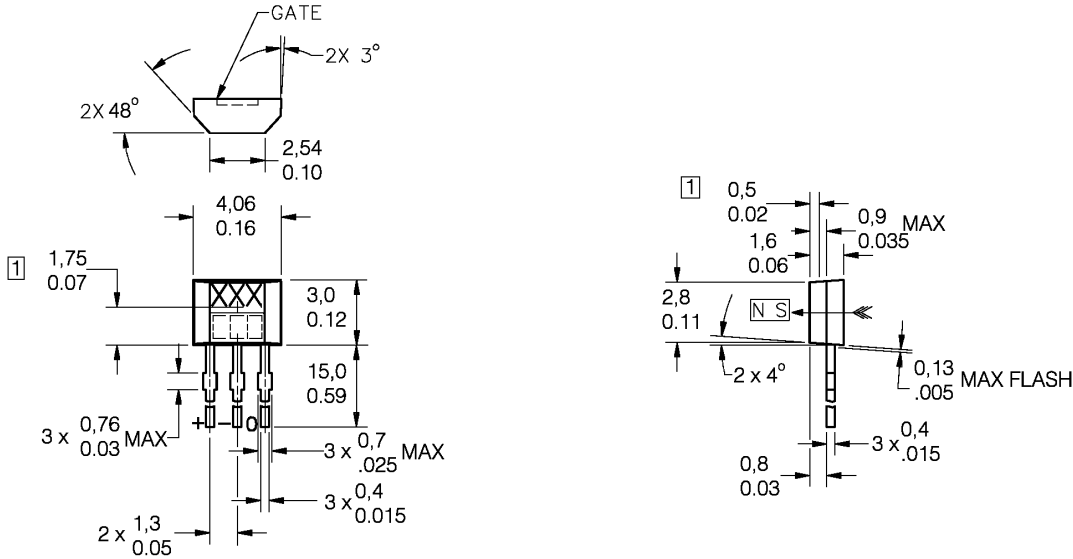 GATE
2X 3°
2X 48°
2,54
0.10
4,06
0.16
1
1,75
0.07
XXX
3,0
0.12
15,0
0.59
+ - 0
3 x 0,76
0.03 MAX
3 x 0,7
.025 MAX
3 x 0,4
0.015
2 x 1,3
0.05
1
0,5
0.02
0,9
0.035 MAX
1,6
0.06
2,8
0.11
N S
2 x 4°
0,13
.005 MAX FLASH
3 x 0,4
.015
0,8
0.03